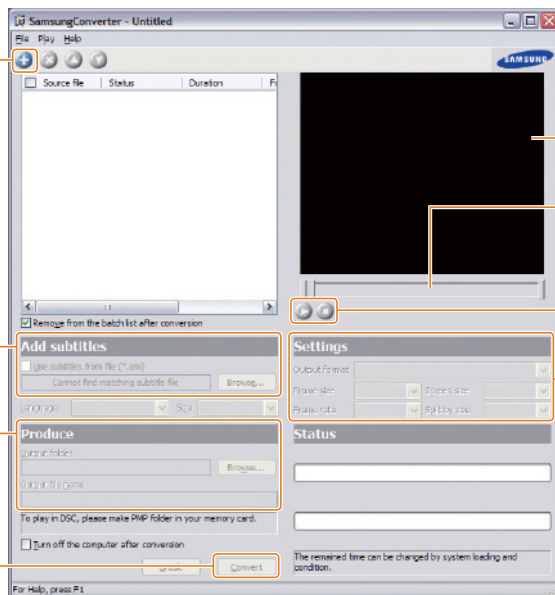 SamsungConverter - Untitled
File Play Help
SAMSUNG
Source file Status Duration
Remove from the batch list after conversion
Add subtitles
Use subtitles from file (*.smi)
Cannot find matching subtitle file Browse...
Language Size
Produce
Output folder
Browse...
Output file name
To play in DSC, please make PMP folder in your memory card.
Turn off the computer after conversion
Convert
Settings
Output format
Frame size Screen size
Frame rate Split by size
Status
The remained time can be changed by system loading and condition.
For Help, press F1